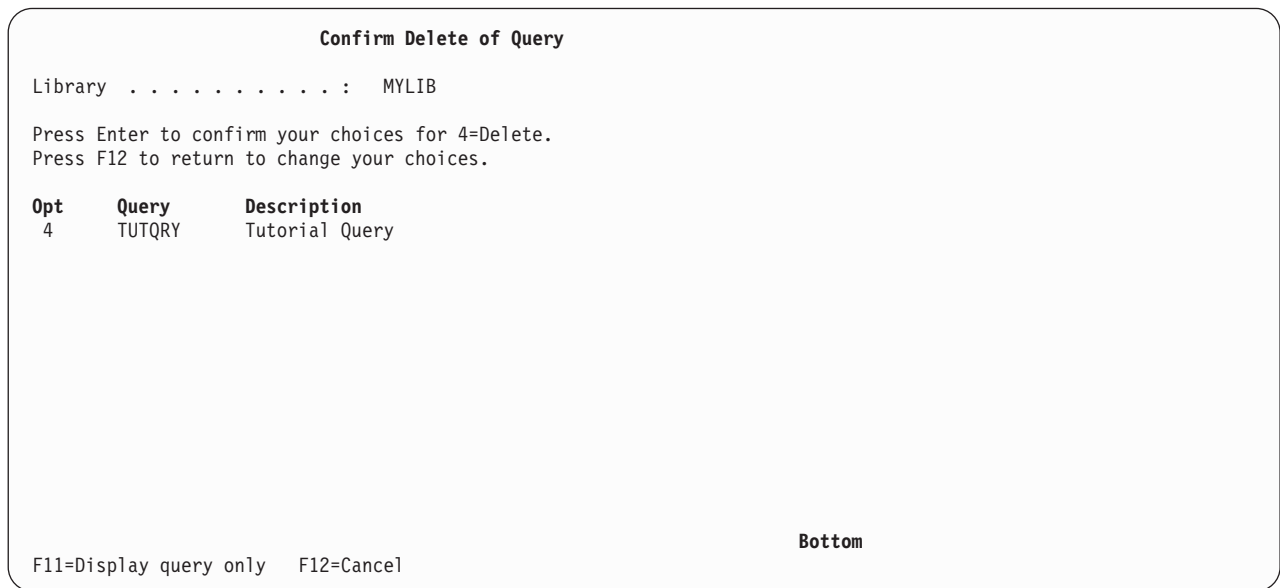 Confirm Delete of Query
Library . . . . . . . . . . : MYLIB
Press Enter to confirm your choices for 4=Delete.
Press F12 to return to change your choices.
Opt Query Description
4 TUTQRY Tutorial Query
Bottom
F11=Display query only F12=Cancel